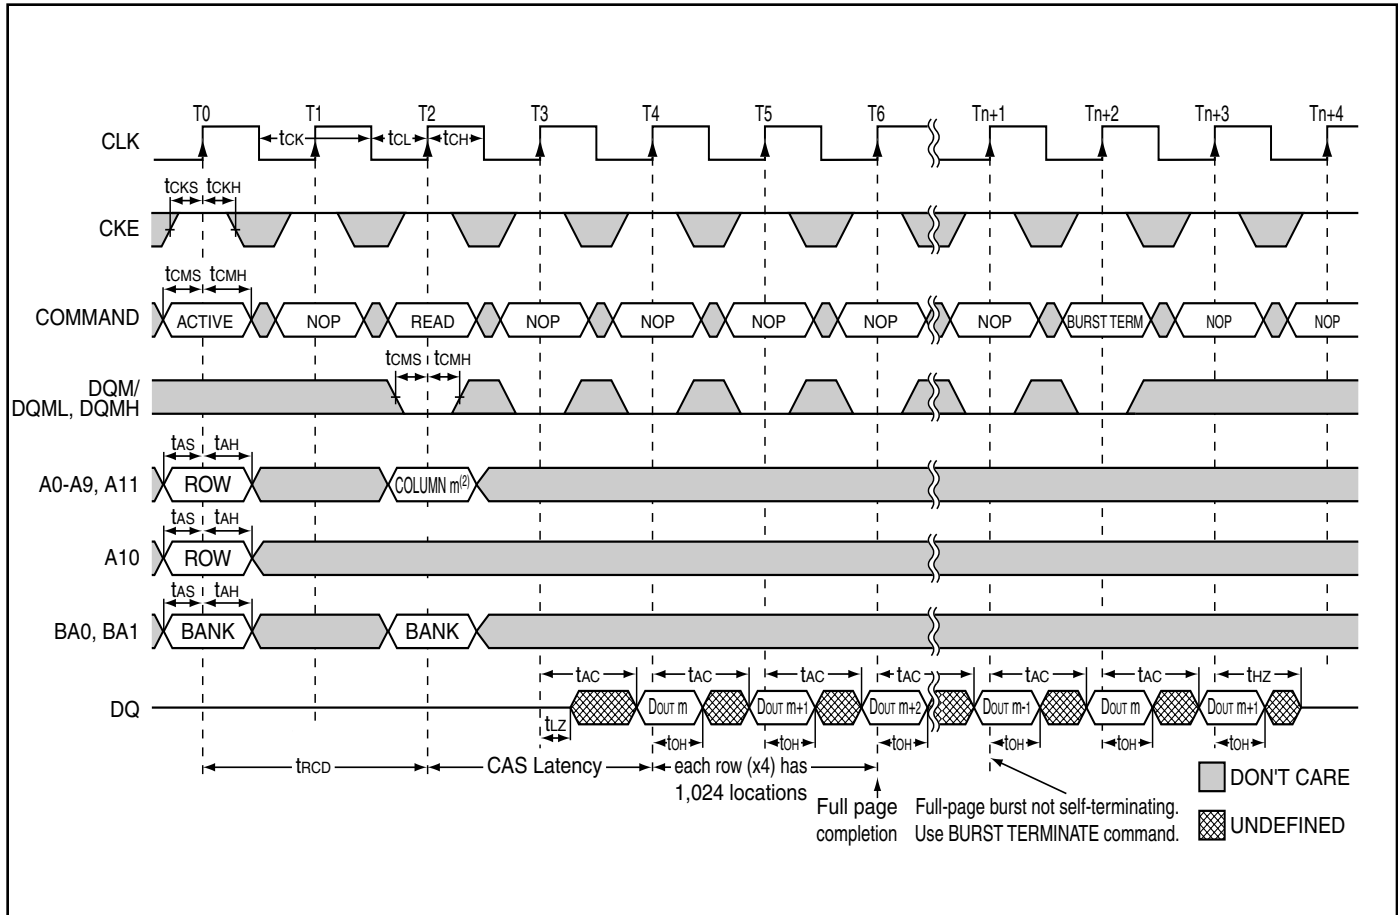 T0 T1 T2 T3 T4 T5 T6 Tn+1 Tn+2 Tn+3 Tn+4
CLK tCK tCL tCH
tCKS tCKH
CKE
tCMS tCMH
COMMAND ACTIVE NOP READ NOP NOP NOP NOP NOP BURST TERM NOP NOP
tCMS tCMH
DQM/
DQML, DQMH
tAS tAH
A0-A9, A11 ROW COLUMN m(2)
tAS tAH
A10 ROW
tAS tAH
BA0, BA1 BANK BANK
tAC tAC tAC tAC tAC tAC tHZ
DQ DOUT m DOUT m+1 DOUT m+2 DOUT m-1 DOUT m DOUT m+1
tLZ tOH tOH tOH tOH tOH tOH
tRCD CAS Latency each row (x4) has
1,024 locations
Full page
completion
Full-page burst not self-terminating.
Use BURST TERMINATE command.
DON'T CARE
UNDEFINED